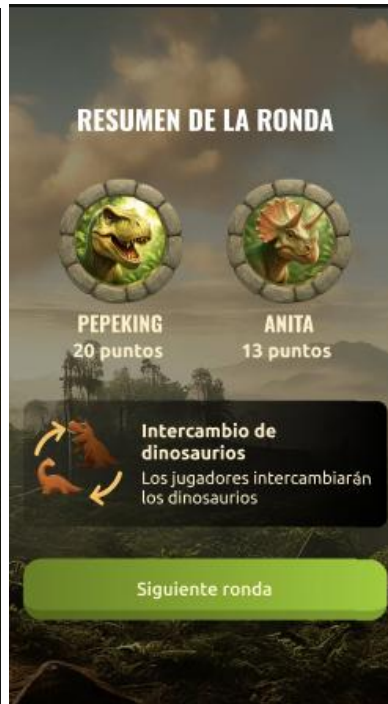 RESUMEN DE LA RONDA
PEPEKING
ANITA
20 puntos
13 puntos
Intercambio de
dinosaurios
Los jugadores intercambiarán
los dinosaurios
Siguiente ronda